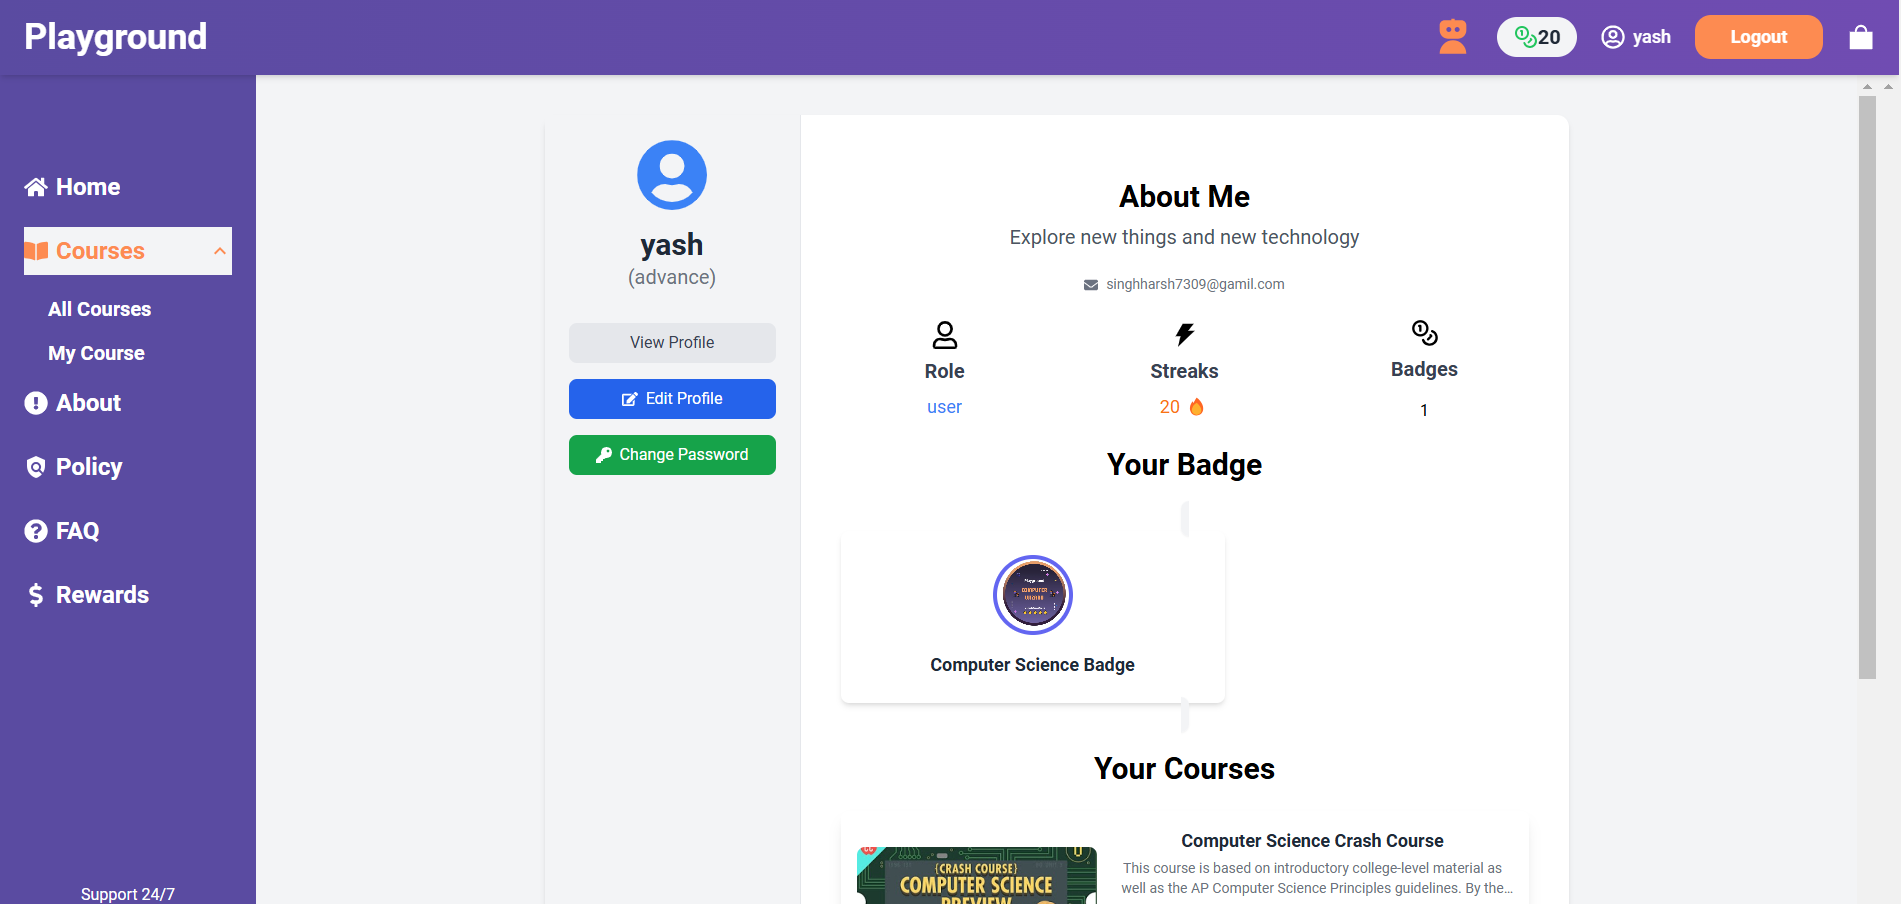 Playground
20
yash
Logout
Home
Courses
All Courses
My Course
About
Policy
FAQ
Rewards
Support 24/7
yash
(advance)
View Profile
Edit Profile
Change Password
About Me
Explore new things and new technology
singhharsh7309@gamil.com
Role
user
Streaks
20
Badges
1
Your Badge
Playground
COMPUTER
Computer Science Badge
Your Courses
{CRASH COURSE}
COMPUTER SCIENCE
PREVIEW
Computer Science Crash Course
This course is based on introductory college-level material as
well as the AP Computer Science Principles guidelines. By the...